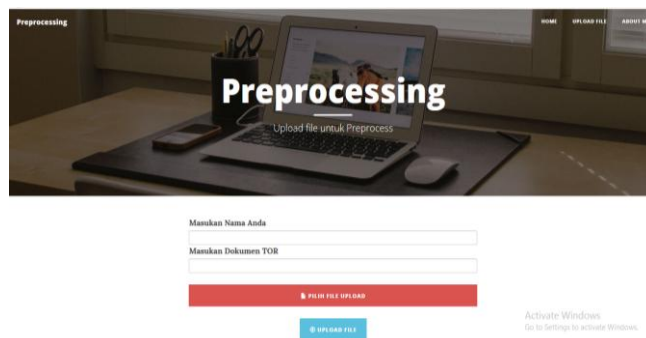 Preprocessing
HOME UPLOAD FILE ABOUT M
Preprocessing
Upload file untuk Preprocess
Masukan Nama Anda
Masukan Dokumen TOR
PILIH FILE UPLOAD
UPLOAD FILE
Activate Windows
Go to Settings to activate Windows.